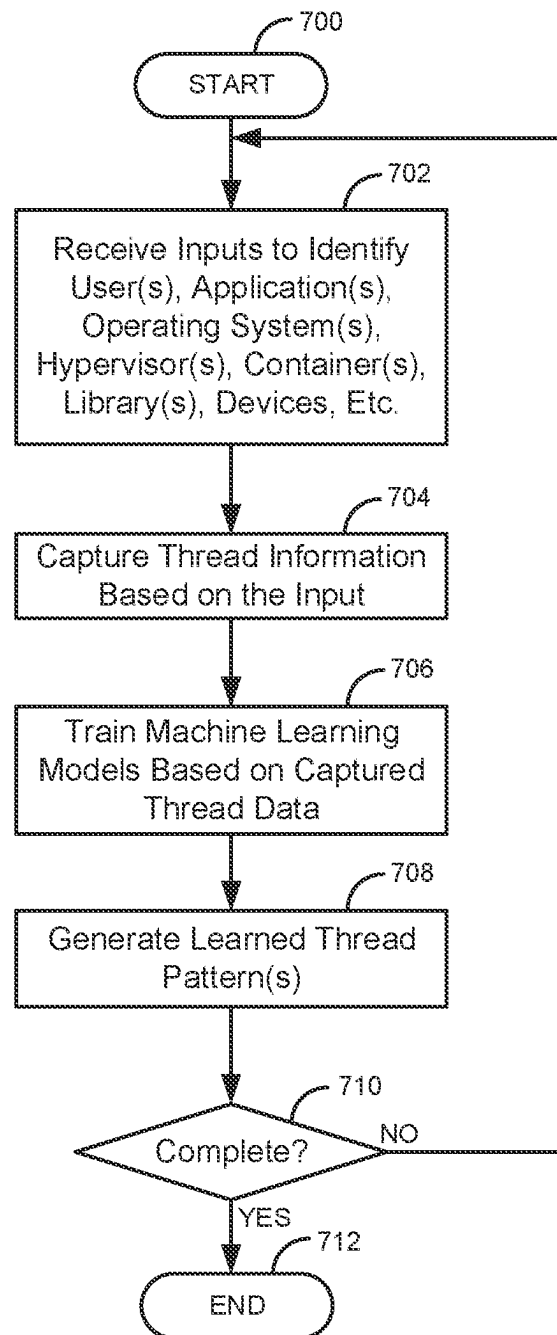 700
START
702
Receive Inputs to Identify
User(s), Application(s),
Operating System(s),
Hypervisor(s), Container(s),
Library(s), Devices, Etc.
704
Capture Thread Information
Based on the Input
706
Train Machine Learning
Models Based on Captured
Thread Data
708
Generate Learned Thread
Pattern(s)
710
Complete?
NO
YES
712
END